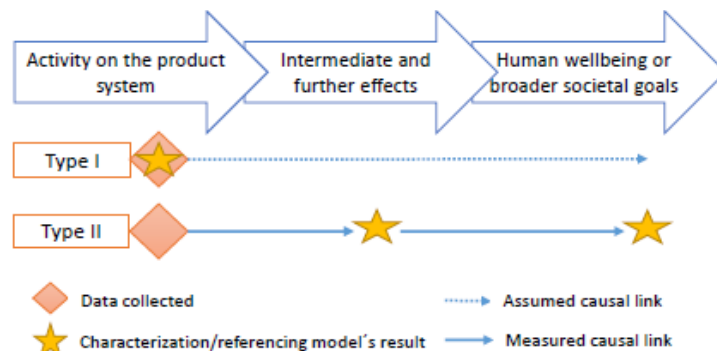 Activity on the product
system
Intermediate and
further effects
Human wellbeing or
broader societal goals
Type I
Type II
Data collected
Assumed causal link
Characterization/referencing model´s result
Measured causal link